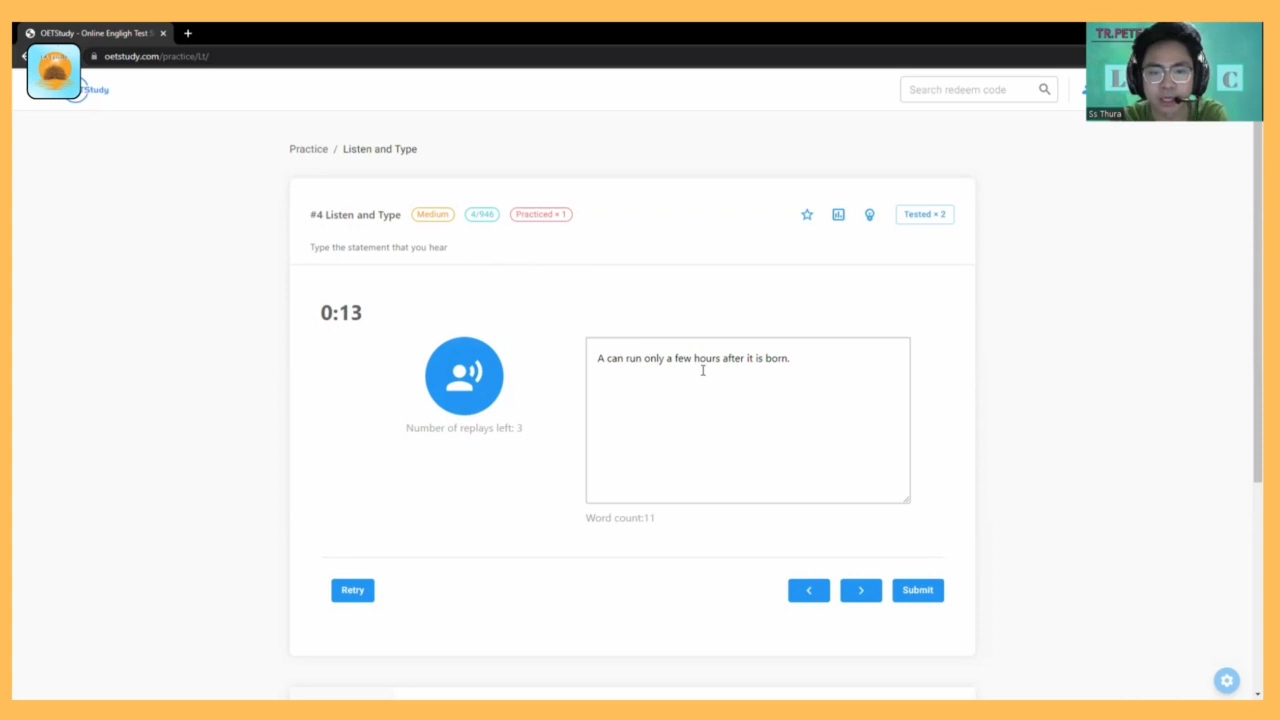 OETStudy - Online Engligh Test S
oetstudy.com/practice/Lt/
Study
Search redeem code
TR.PETE
L C
Ss Thura
Practice / Listen and Type
#4 Listen and Type Medium 4/946 Practiced × 1 Tested × 2
Type the statement that you hear
0:13
A can run only a few hours after it is born.
Number of replays left: 3
Word count:11
Retry < > Submit